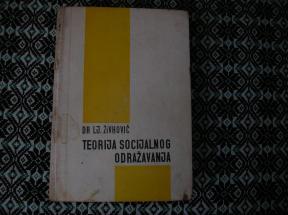 DR LJ. ŽIVKOVIĆ
TEORIJA SOCIJALNOG
ODRAŽAVANJA